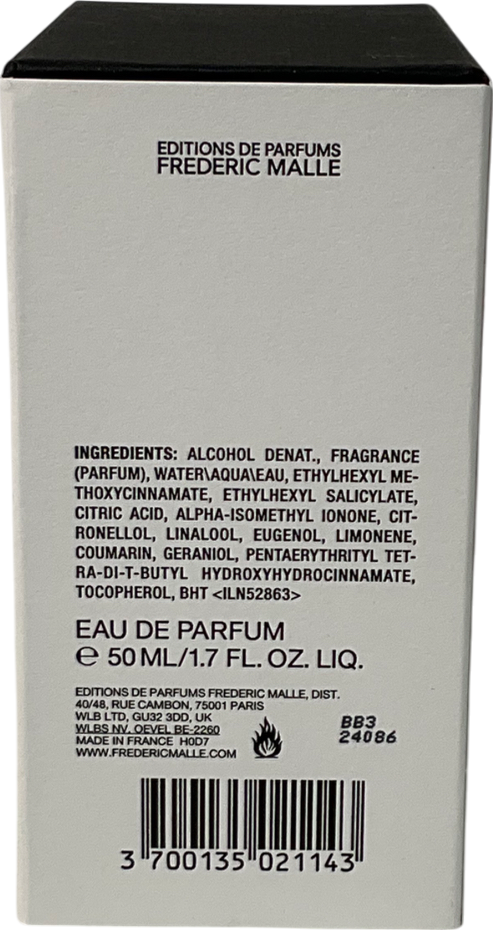 EDITIONS DE PARFUMS
FREDERIC MALLE
INGREDIENTS: ALCOHOL DENAT., FRAGRANCE
(PARFUM), WATER\AQUA\EAU, ETHYLHEXYL ME-
THOXYCINNAMATE, ETHYLHEXYL SALICYLATE,
CITRIC ACID, ALPHA-ISOMETHYL IONONE, CIT-
RONELLOL, LINALOOL, EUGENOL, LIMONENE,
COUMARIN, GERANIOL, PENTAERYTHRITYL TET-
RA-DI-T-BUTYL HYDROXYHYDROCINNAMATE,
TOCOPHEROL, BHT <ILN52863>
EAU DE PARFUM
℮ 50 ML/1.7 FL. OZ. LIQ.
EDITIONS DE PARFUMS FREDERIC MALLE, DIST.
40/48, RUE CAMBON, 75001 PARIS
WLB LTD, GU32 3DD, UK
WLBS NV. OEVEL BE-2260
MADE IN FRANCE H0D7
WWW.FREDERICMALLE.COM
BB3
24086
3 700135 021143